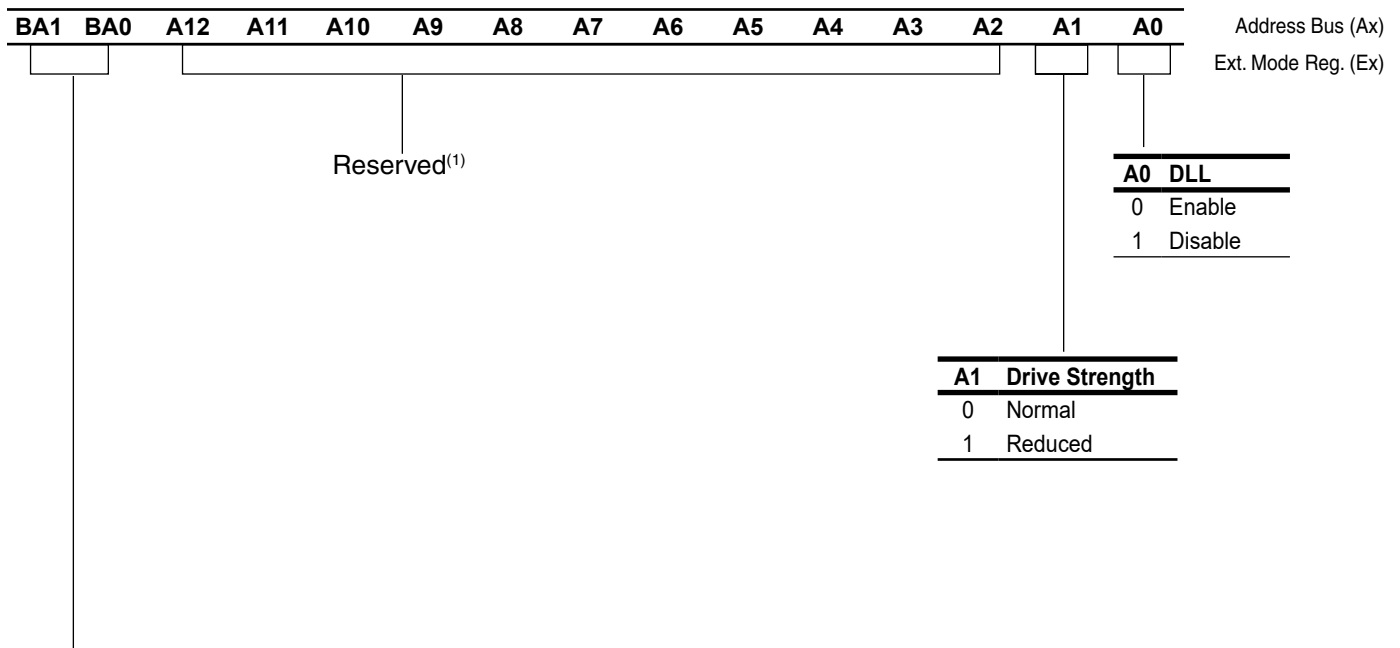 BA1 BA0 A12 A11 A10 A9 A8 A7 A6 A5 A4 A3 A2 A1 A0 Address Bus (Ax)
Ext. Mode Reg. (Ex)
Reserved(1)
A0 DLL
0 Enable
1 Disable
A1 Drive Strength
0 Normal
1 Reduced